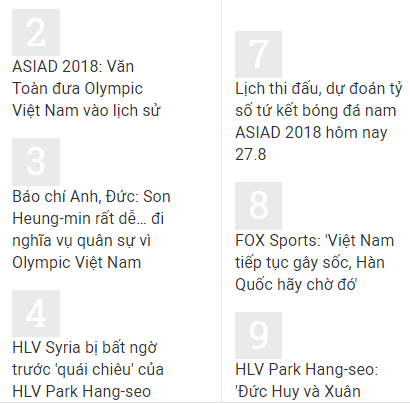 2
ASIAD 2018: Văn
Toàn đưa Olympic
Việt Nam vào lịch sử
3
Báo chí Anh, Đức: Son
Heung-min rất dễ... đi
nghĩa vụ quân sự vì
Olympic Việt Nam
4
HLV Syria bị bất ngờ
trước 'quái chiêu' của
HLV Park Hang-seo
7
Lịch thi đấu, dự đoán tỷ
số tứ kết bóng đá nam
ASIAD 2018 hôm nay
27.8
8
FOX Sports: 'Việt Nam
tiếp tục gây sốc, Hàn
Quốc hãy chờ đó'
9
HLV Park Hang-seo:
'Đức Huy và Xuân